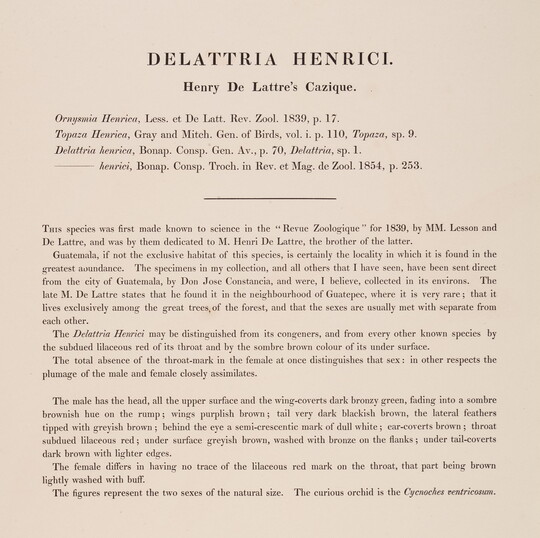 DELATTRIA HENRICI.
Henry De Lattre's Cazique.
Ornysmia Henrica, Less. et De Latt. Rev. Zool. 1839, p. 17.
Topaza Henrica, Gray and Mitch. Gen. of Birds, vol. i. p. 110, Topaza, sp. 9.
Delattria henrica, Bonap. Consp. Gen. Av., p. 70, Delattria, sp. 1.
——— henrici, Bonap. Consp. Troch. in Rev. et Mag. de Zool. 1854, p. 253.
This species was first made known to science in the "Revue Zoologique" for 1839, by MM. Lesson and
De Lattre, and was by them dedicated to M. Henri De Lattre, the brother of the latter.
Guatemala, if not the exclusive habitat of this species, is certainly the locality in which it is found in the
greatest aoundance. The specimens in my collection, and all others that I have seen, have been sent direct
from the city of Guatemala, by Don Jose Constancia, and were, I believe, collected in its environs. The
late M. De Lattre states that he found it in the neighbourhood of Guatepec, where it is very rare; that it
lives exclusively among the great trees, of the forest, and that the sexes are usually met with separate from
each other.
The Delattria Henrici may be distinguished from its congeners, and from every other known species by
the subdued lilaceous red of its throat and by the sombre brown colour of its under surface.
The total absence of the throat-mark in the female at once distinguishes that sex: in other respects the
plumage of the male and female closely assimilates.
The male has the head, all the upper surface and the wing-coverts dark bronzy green, fading into a sombre
brownish hue on the rump; wings purplish brown; tail very dark blackish brown, the lateral feathers
tipped with greyish brown; behind the eye a semi-crescentic mark of dull white; ear-coverts brown; throat
subdued lilaceous red; under surface greyish brown, washed with bronze on the flanks; under tail-coverts
dark brown with lighter edges.
The female differs in having no trace of the lilaceous red mark on the throat, that part being brown
lightly washed with buff.
The figures represent the two sexes of the natural size. The curious orchid is the Cycnoches ventricosum.